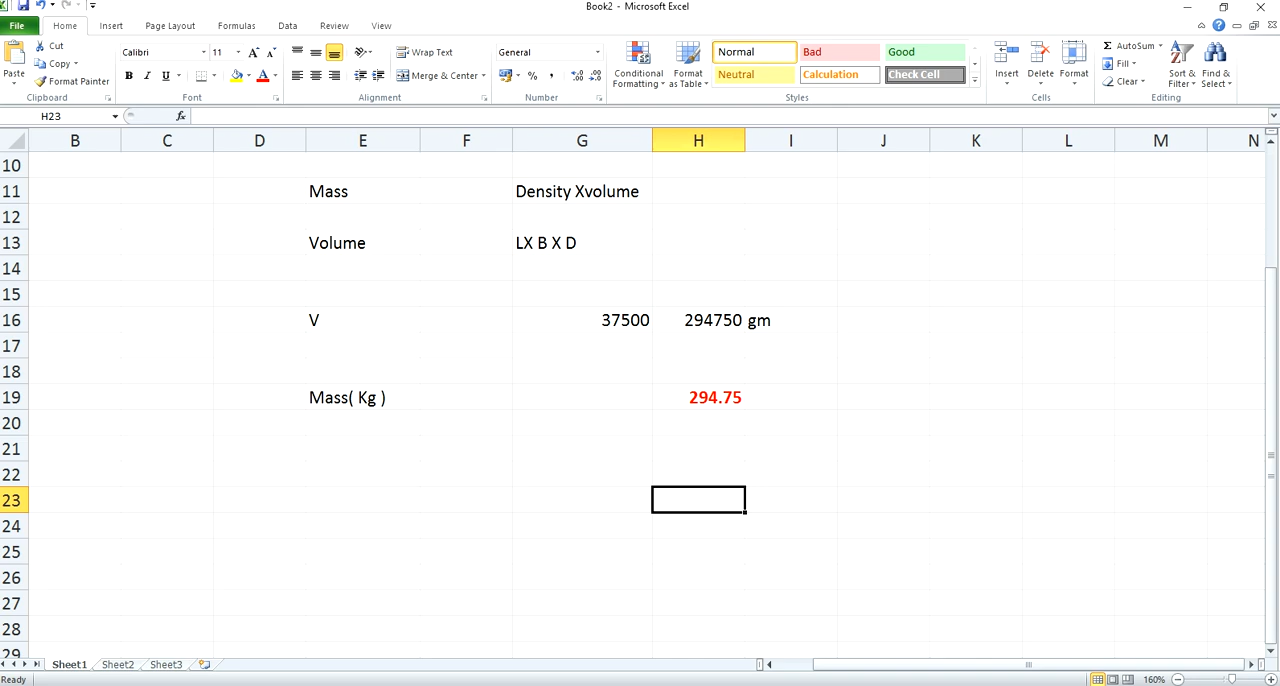 Book2 - Microsoft Excel
File Home Insert Page Layout Formulas Data Review View
Paste
Cut
Copy
Format Painter
Clipboard
Calibri 11
B I U
Font
Wrap Text
Merge & Center
Alignment
General
%
Number
Conditional Formatting
Format as Table
Normal Bad Good
Neutral Calculation Check Cell
Styles
Insert Delete Format
Cells
AutoSum
Fill
Clear
Sort & Filter
Find & Select
Editing
H23 fx
B C D E F G H I J K L M N
10
11 Mass Density Xvolume
12
13 Volume LX B X D
14
15
16 V 37500 294750 gm
17
18
19 Mass( Kg ) 294.75
20
21
22
23
24
25
26
27
28
29
Sheet1 Sheet2 Sheet3
Ready 160%